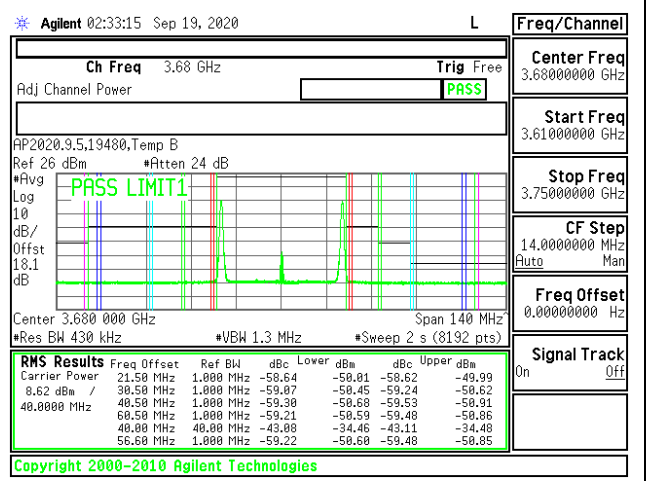 Agilent 02:33:15 Sep 19, 2020 L
Freq/Channel
Ch Freq 3.68 GHz Trig Free
Adj Channel Power PASS
Center Freq
3.68000000 GHz
Start Freq
3.61000000 GHz
Stop Freq
3.75000000 GHz
CF Step
14.0000000 MHz
Auto Man
Freq Offset
0.00000000 Hz
Signal Track
On Off
AP2020.9.5,19480,Temp B
Ref 26 dBm #Atten 24 dB
#Avg
Log
10
dB/
Offst
18.1
dB
PASS LIMIT1
Center 3.680 000 GHz Span 140 MHz
#Res BW 430 kHz #VBW 1.3 MHz #Sweep 2 s (8192 pts)
RMS Results Freq Offset Ref BW dBc Lower dBm dBc Upper dBm
Carrier Power 21.50 MHz 1.000 MHz -58.64 -50.01 -58.62 -49.99
8.62 dBm / 30.50 MHz 1.000 MHz -59.07 -50.45 -59.24 -50.62
40.0000 MHz 40.50 MHz 1.000 MHz -59.30 -50.68 -59.53 -50.91
60.50 MHz 1.000 MHz -59.21 -50.59 -59.48 -50.86
40.00 MHz 40.00 MHz -43.08 -34.46 -43.11 -34.48
56.60 MHz 1.000 MHz -59.22 -50.60 -59.48 -50.85
Copyright 2000-2010 Agilent Technologies